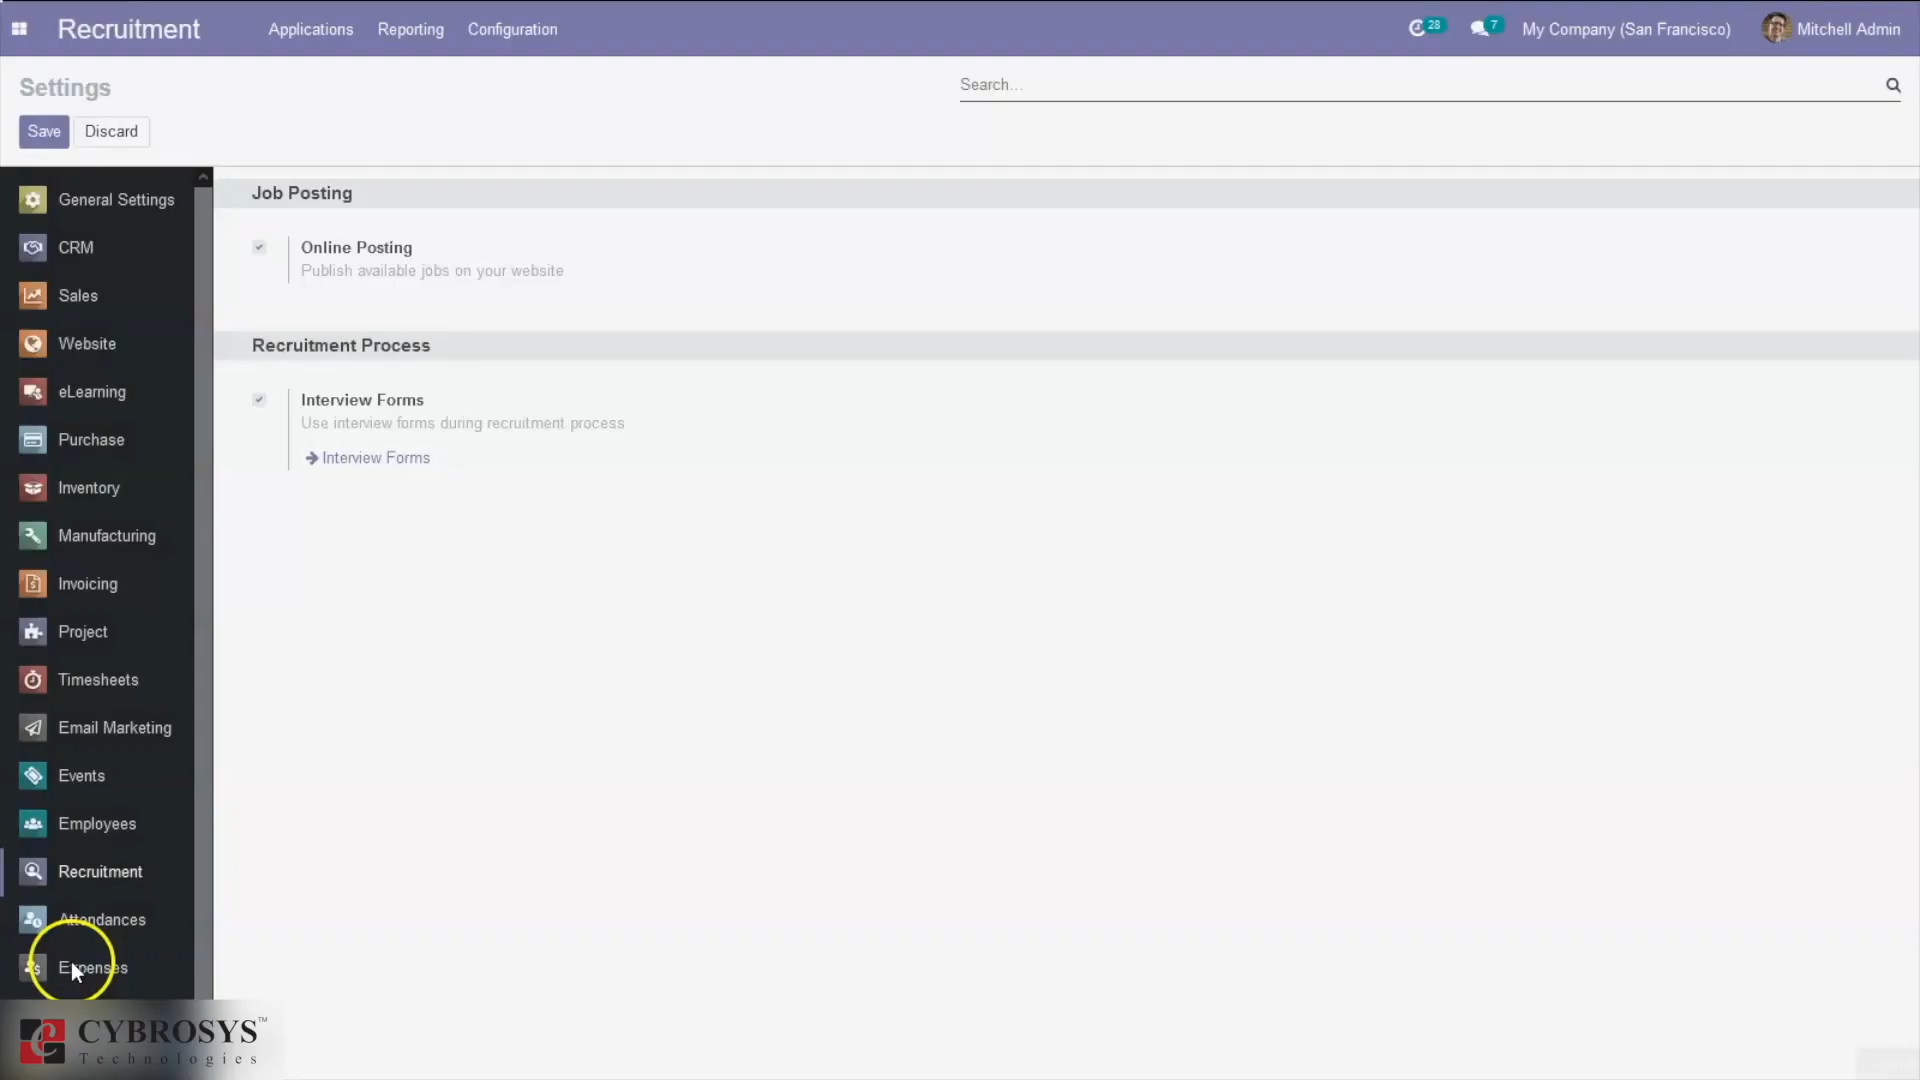 Recruitment
Applications Reporting Configuration
28 7 My Company (San Francisco) Mitchell Admin
Settings
Search...
Save Discard
General Settings
CRM
Sales
Website
eLearning
Purchase
Inventory
Manufacturing
Invoicing
Project
Timesheets
Email Marketing
Events
Employees
Recruitment
Attendances
Expenses
Job Posting
Online Posting
Publish available jobs on your website
Recruitment Process
Interview Forms
Use interview forms during recruitment process
Interview Forms
CYBROSYS™
Technologies